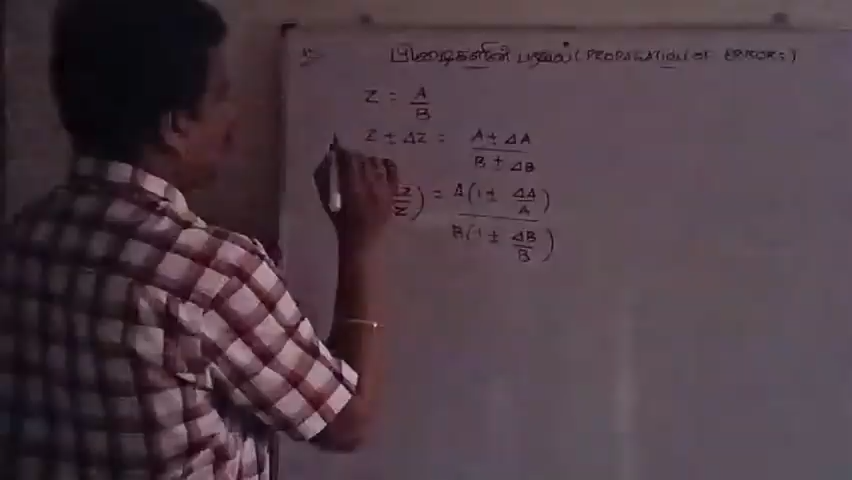 பிழைகளின் பரவல் (PROPAGATION OF ERRORS)
Z = A/B
Z ± ΔZ = A ± ΔA / B ± ΔB
Z/Z) = A(1 ± ΔA/A) / B(1 ± ΔB/B)